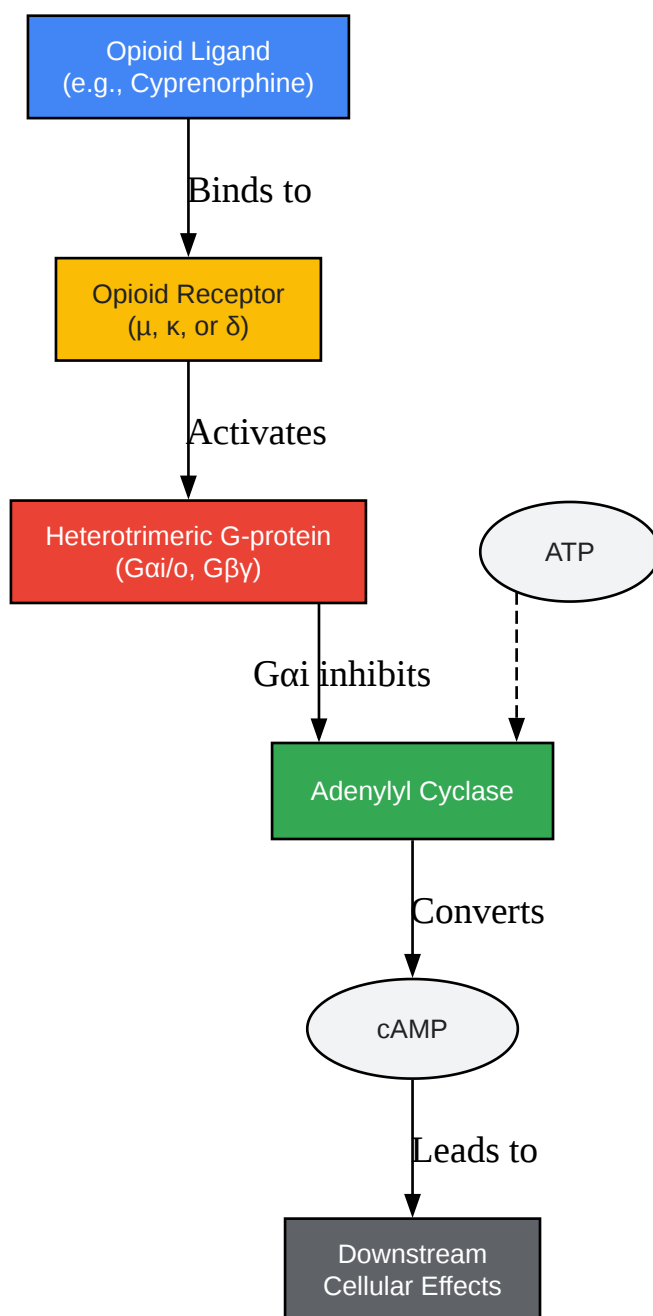 Opioid Ligand
(e.g., Cyprenorphine)
Binds to
Opioid Receptor
(μ, κ, or δ)
Activates
Heterotrimeric G-protein
(Gαi/o, Gβγ)
ATP
Gαi inhibits
Adenylyl Cyclase
Converts
cAMP
Leads to
Downstream
Cellular Effects